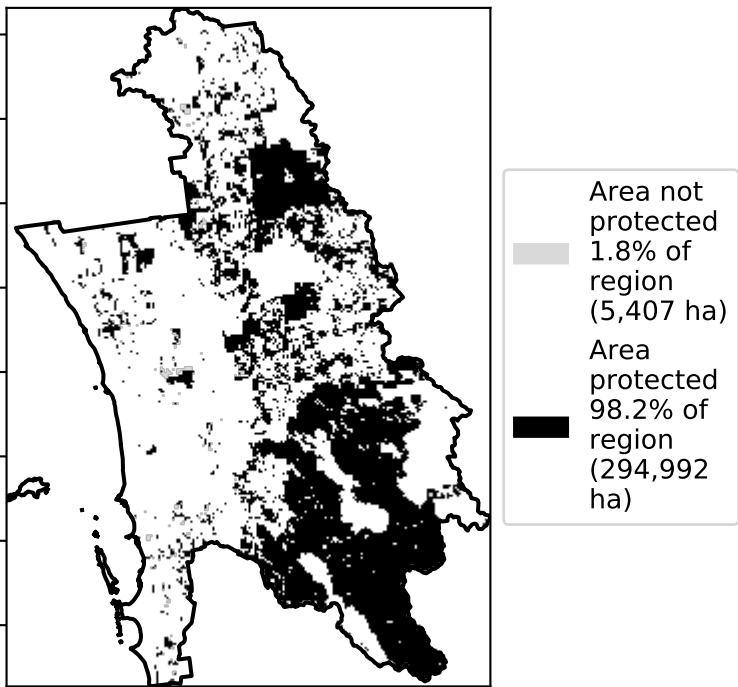 Area not
protected
1.8% of
region
(5,407 ha)
Area
protected
98.2% of
region
(294,992
ha)